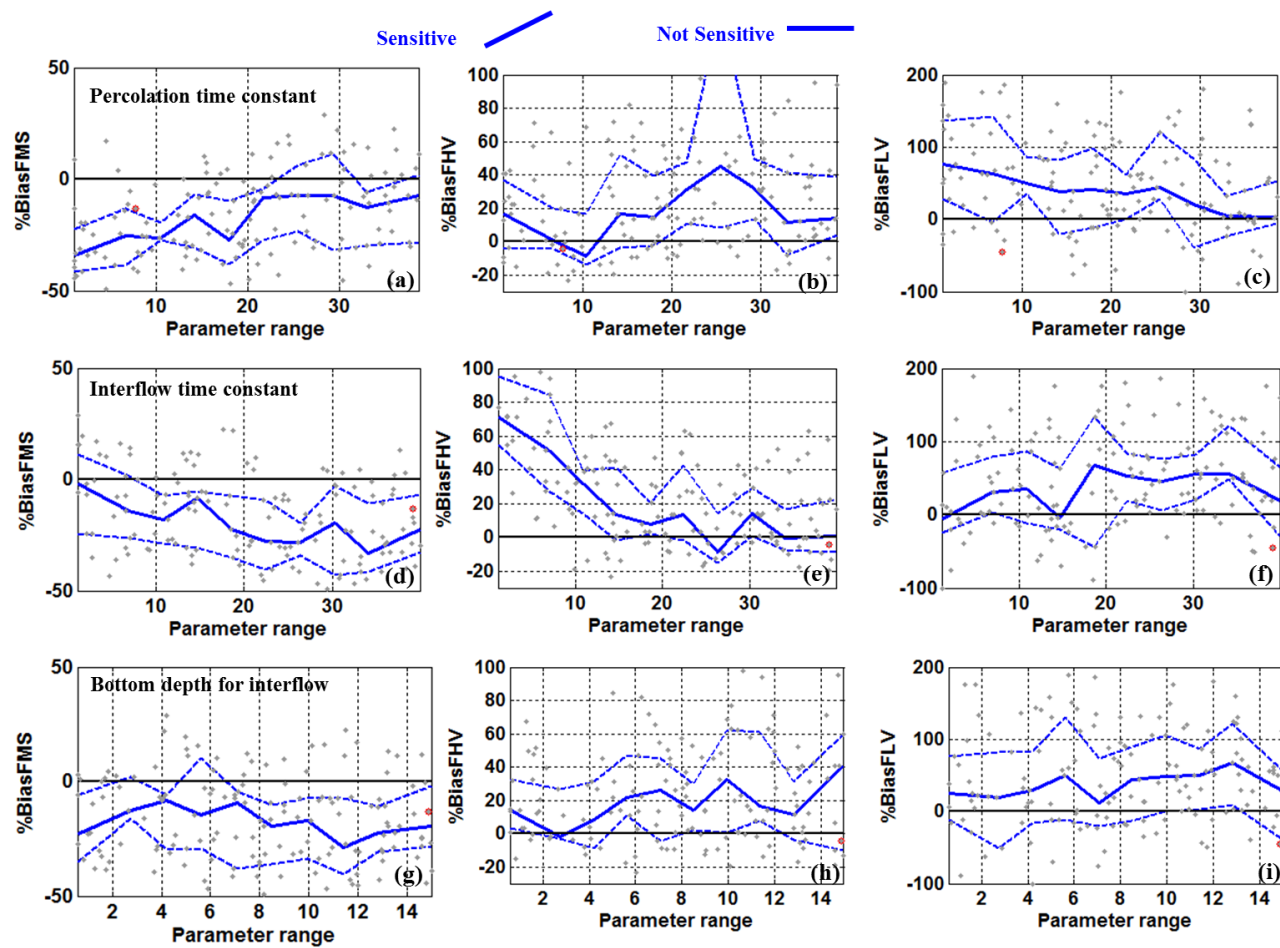 Sensitive
Not Sensitive
50
0
-50
%BiasFMS
Percolation time constant
(a)
10 20 30
Parameter range
100
80
60
40
20
0
-20
%BiasFHV
(b)
10 20 30
Parameter range
200
100
0
-100
%BiasFLV
(c)
10 20 30
Parameter range
50
0
-50
%BiasFMS
Interflow time constant
(d)
10 20 30
Parameter range
100
80
60
40
20
0
-20
%BiasFHV
(e)
10 20 30
Parameter range
200
100
0
-100
%BiasFLV
(f)
10 20 30
Parameter range
50
0
-50
%BiasFMS
Bottom depth for interflow
(g)
2 4 6 8 10 12 14
Parameter range
100
80
60
40
20
0
-20
%BiasFHV
(h)
2 4 6 8 10 12 14
Parameter range
200
100
0
-100
%BiasFLV
(i)
2 4 6 8 10 12 14
Parameter range